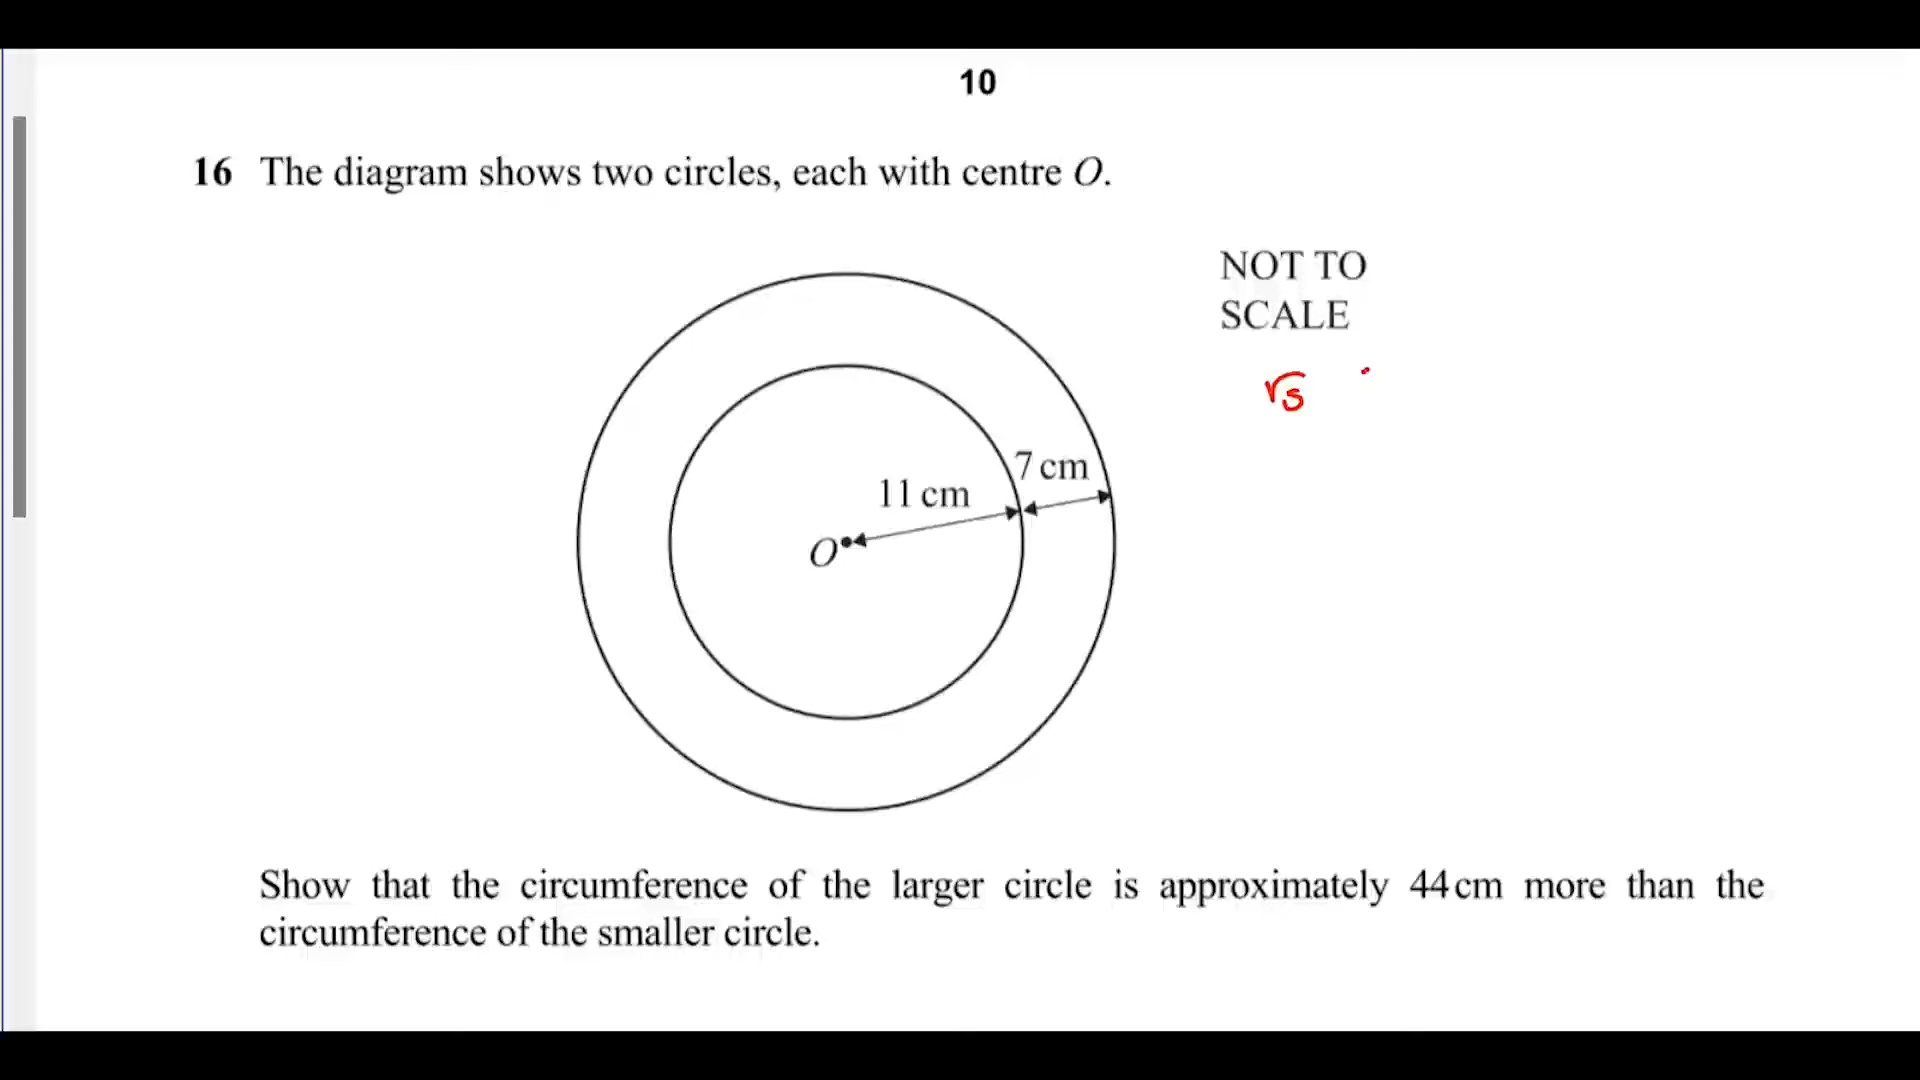 10
16 The diagram shows two circles, each with centre O.
NOT TO
SCALE
rs
7 cm
11 cm
O
Show that the circumference of the larger circle is approximately 44 cm more than the
circumference of the smaller circle.